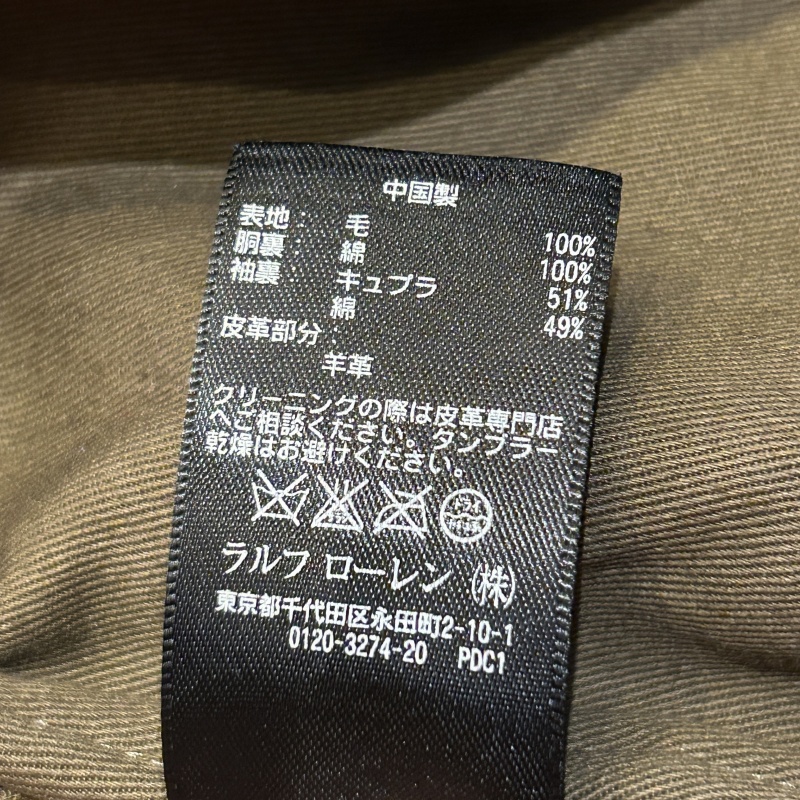 中国製
表地: 毛 100%
胴裏: 綿 100%
袖裏 キュプラ 51%
綿 49%
皮革部分:
羊革
クリーニングの際は皮革専門店
へご相談ください。タンブラー
乾燥はお避けください。
ドライ
ラルフ ローレン (株)
東京都千代田区永田町2-10-1
0120-3274-20 PDC1